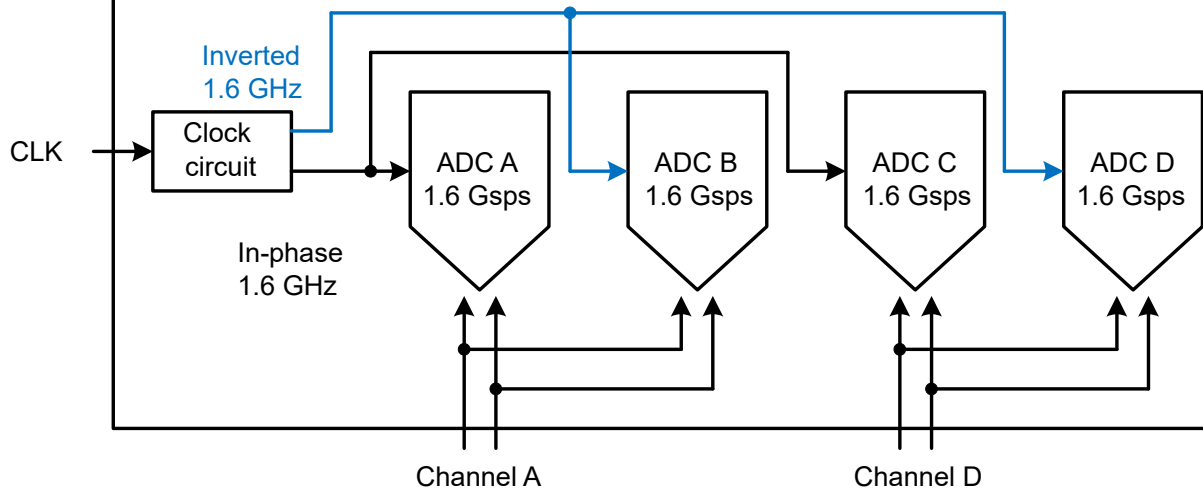 Inverted
1.6 GHz
CLK
Clock
circuit
ADC A
1.6 Gsps
ADC B
1.6 Gsps
ADC C
1.6 Gsps
ADC D
1.6 Gsps
In-phase
1.6 GHz
Channel A
Channel D